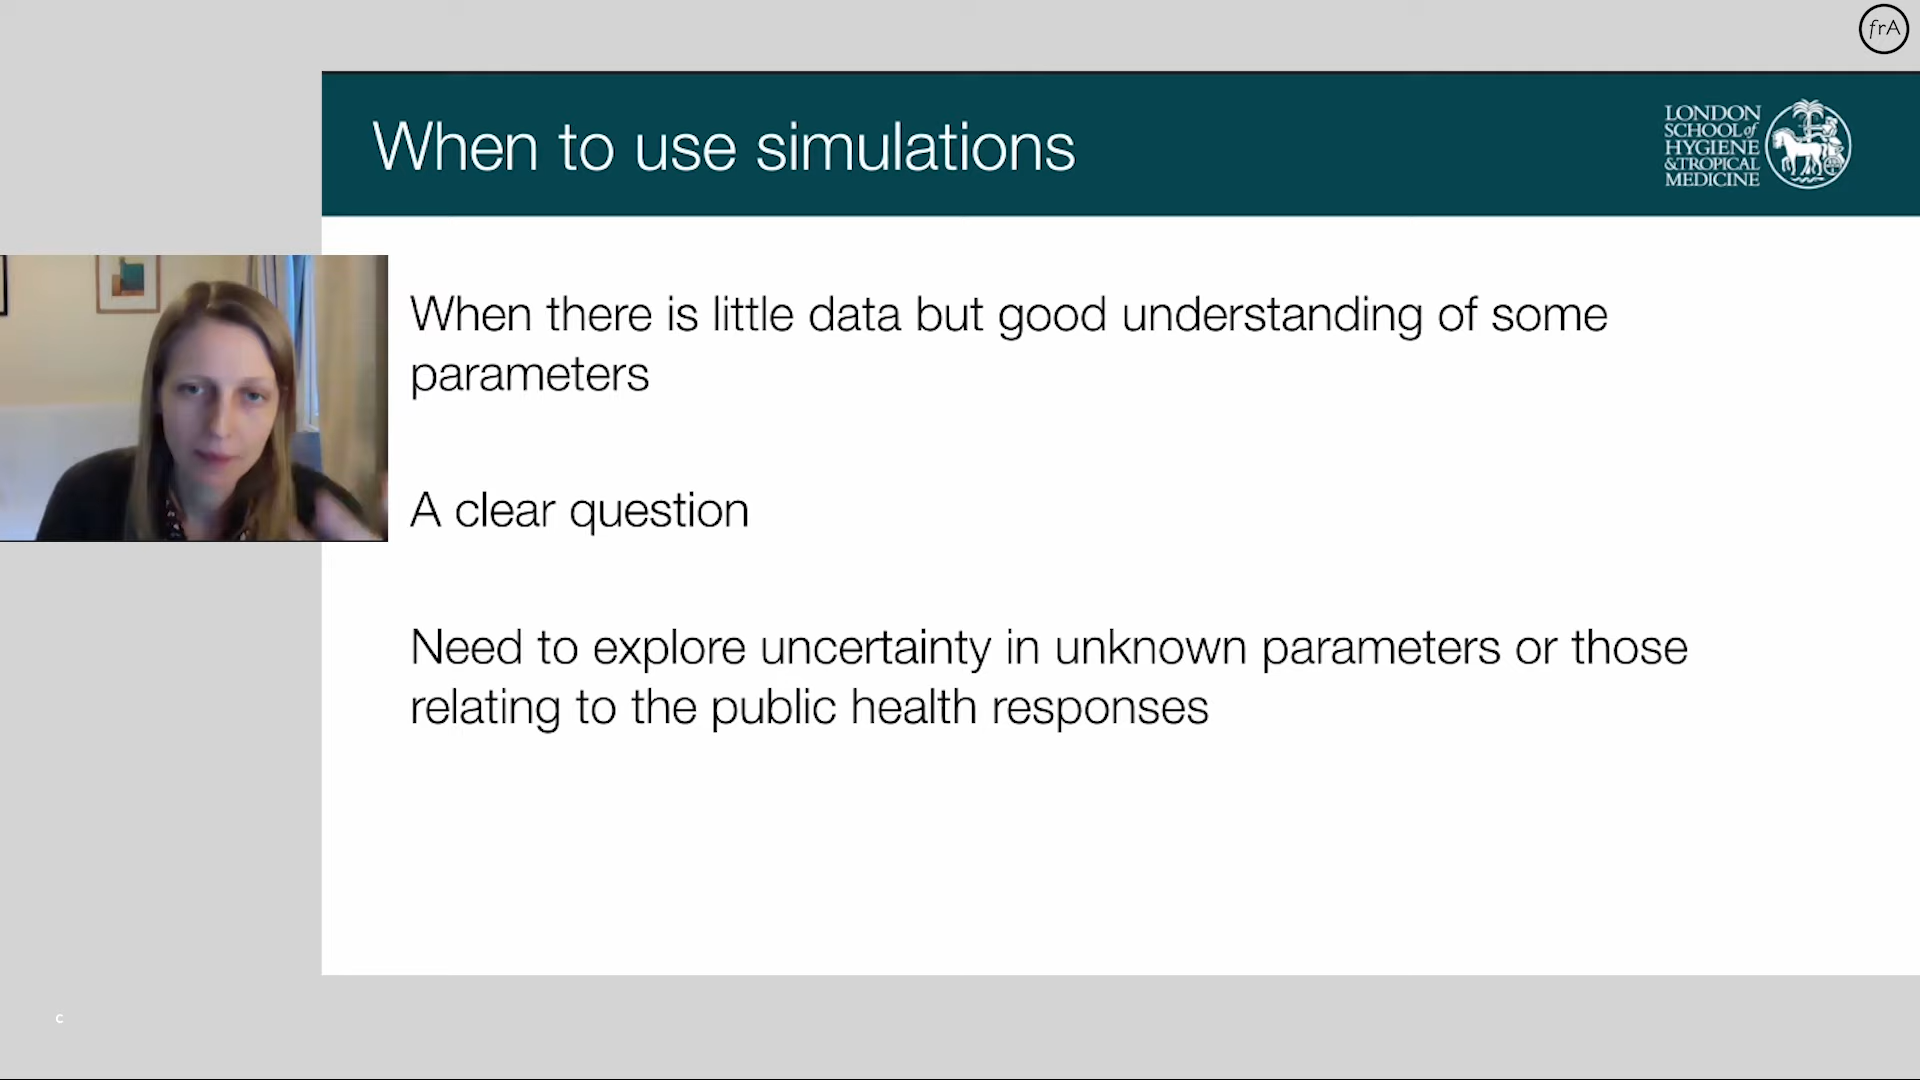 frA
When to use simulations
LONDON
SCHOOL of
HYGIENE
&TROPICAL
MEDICINE
When there is little data but good understanding of some
parameters
A clear question
Need to explore uncertainty in unknown parameters or those
relating to the public health responses
c